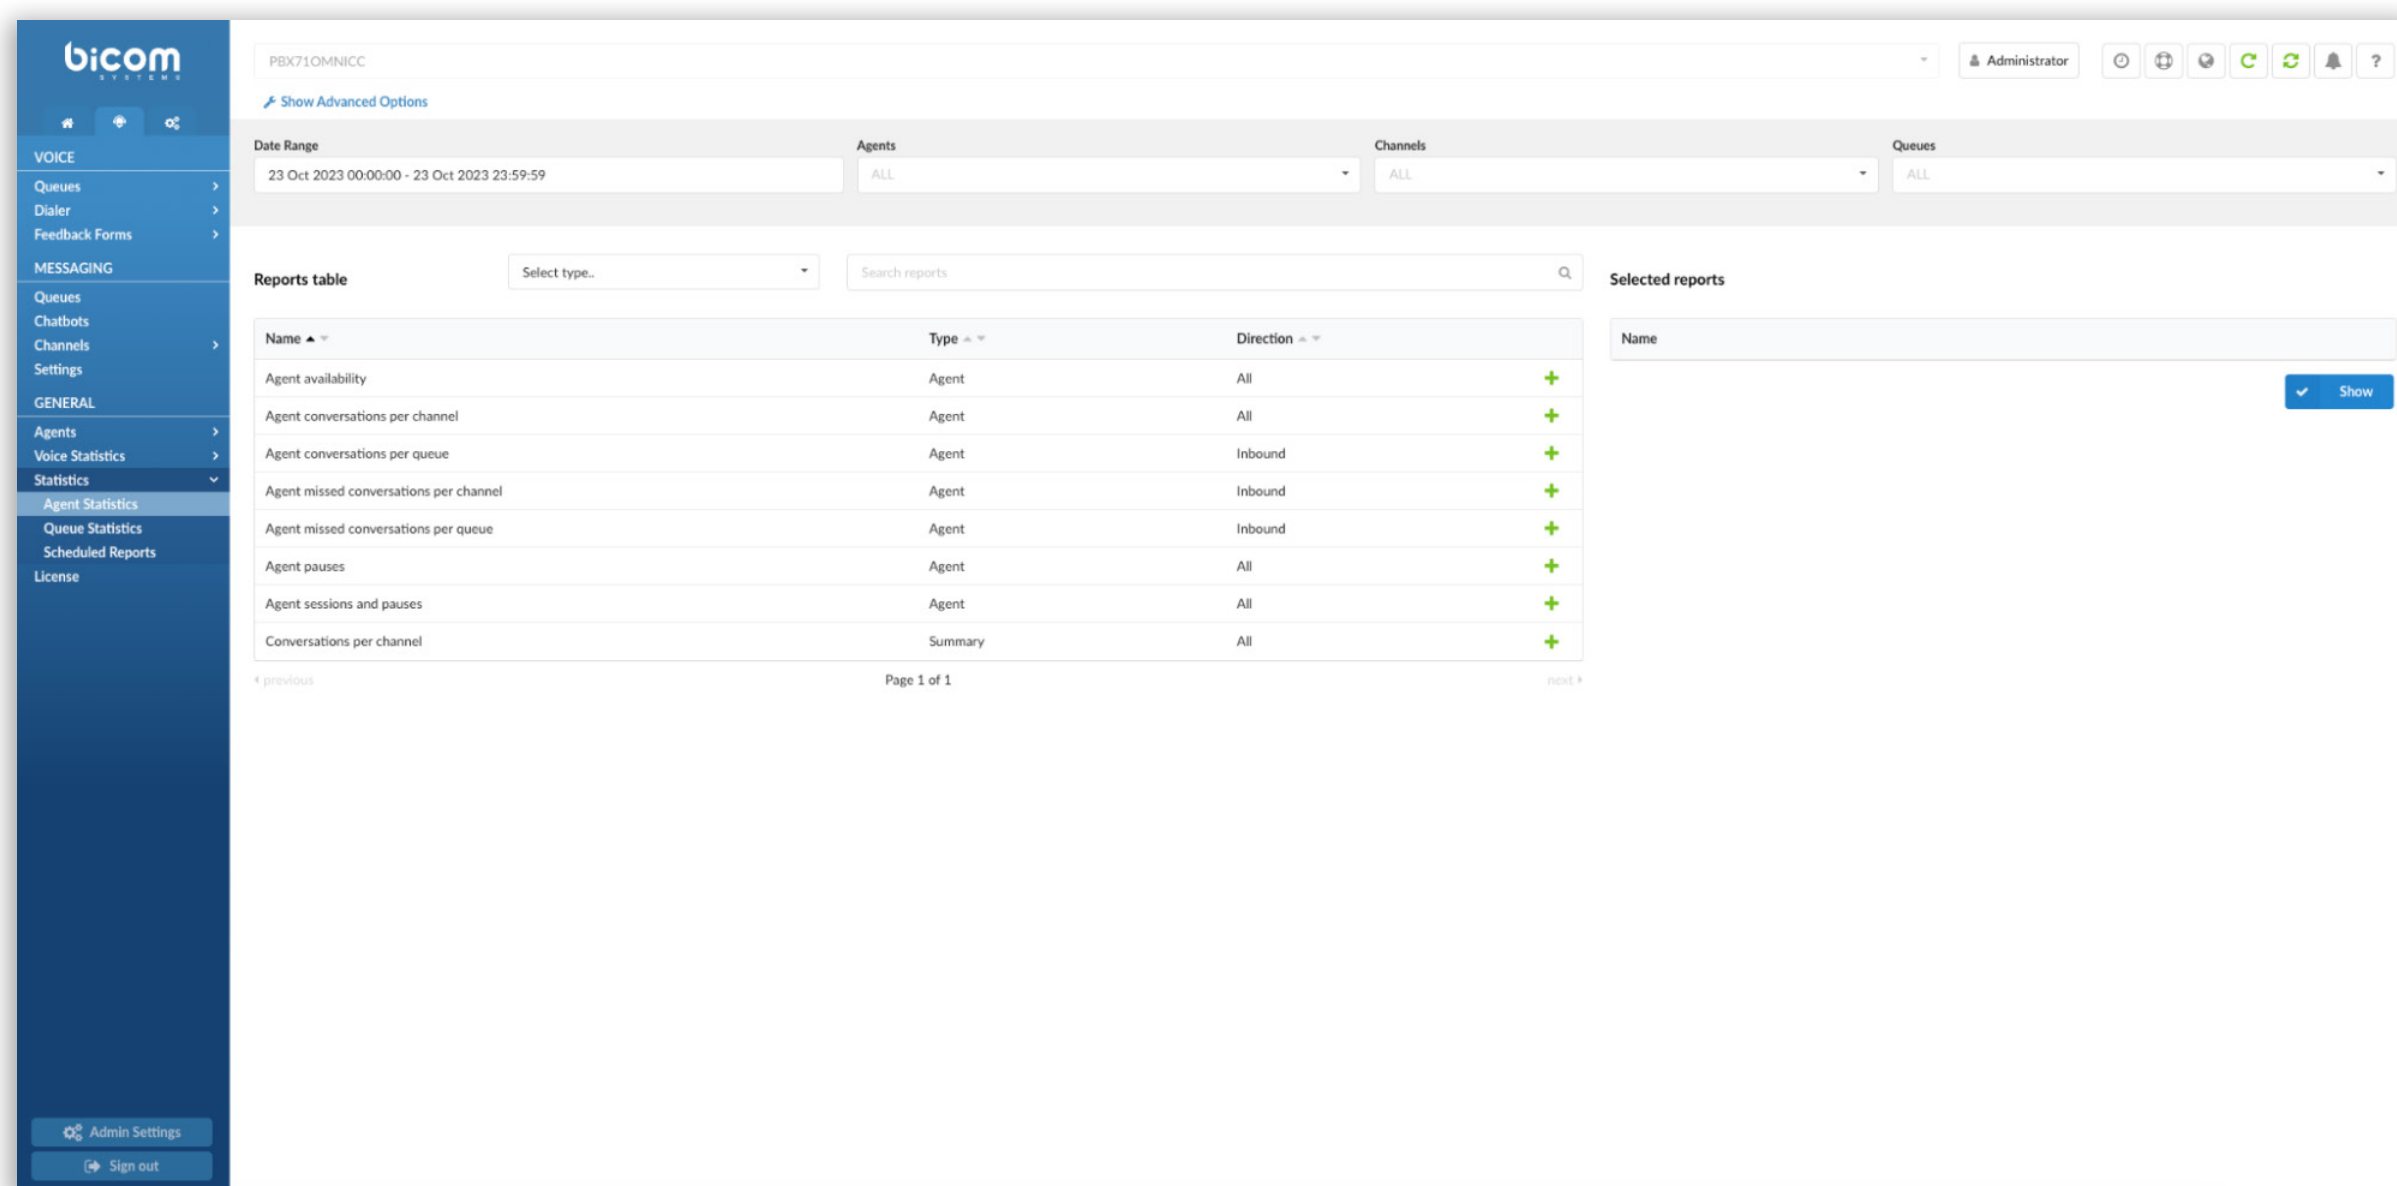 bicom
SYSTEMS
VOICE
Queues
Dialer
Feedback Forms
MESSAGING
Queues
Chatbots
Channels
Settings
GENERAL
Agents
Voice Statistics
Statistics
Agent Statistics
Queue Statistics
Scheduled Reports
License
Admin Settings
Sign out
PBX71OMNICC
Administrator
?
Show Advanced Options
Date Range
Agents
Channels
Queues
23 Oct 2023 00:00:00 - 23 Oct 2023 23:59:59
ALL
ALL
ALL
Reports table
Select type..
Search reports
Selected reports
Name
Type
Direction
Name
Agent availability
Agent
All
Show
Agent conversations per channel
Agent
All
Agent conversations per queue
Agent
Inbound
Agent missed conversations per channel
Agent
Inbound
Agent missed conversations per queue
Agent
Inbound
Agent pauses
Agent
All
Agent sessions and pauses
Agent
All
Conversations per channel
Summary
All
previous
Page 1 of 1
next